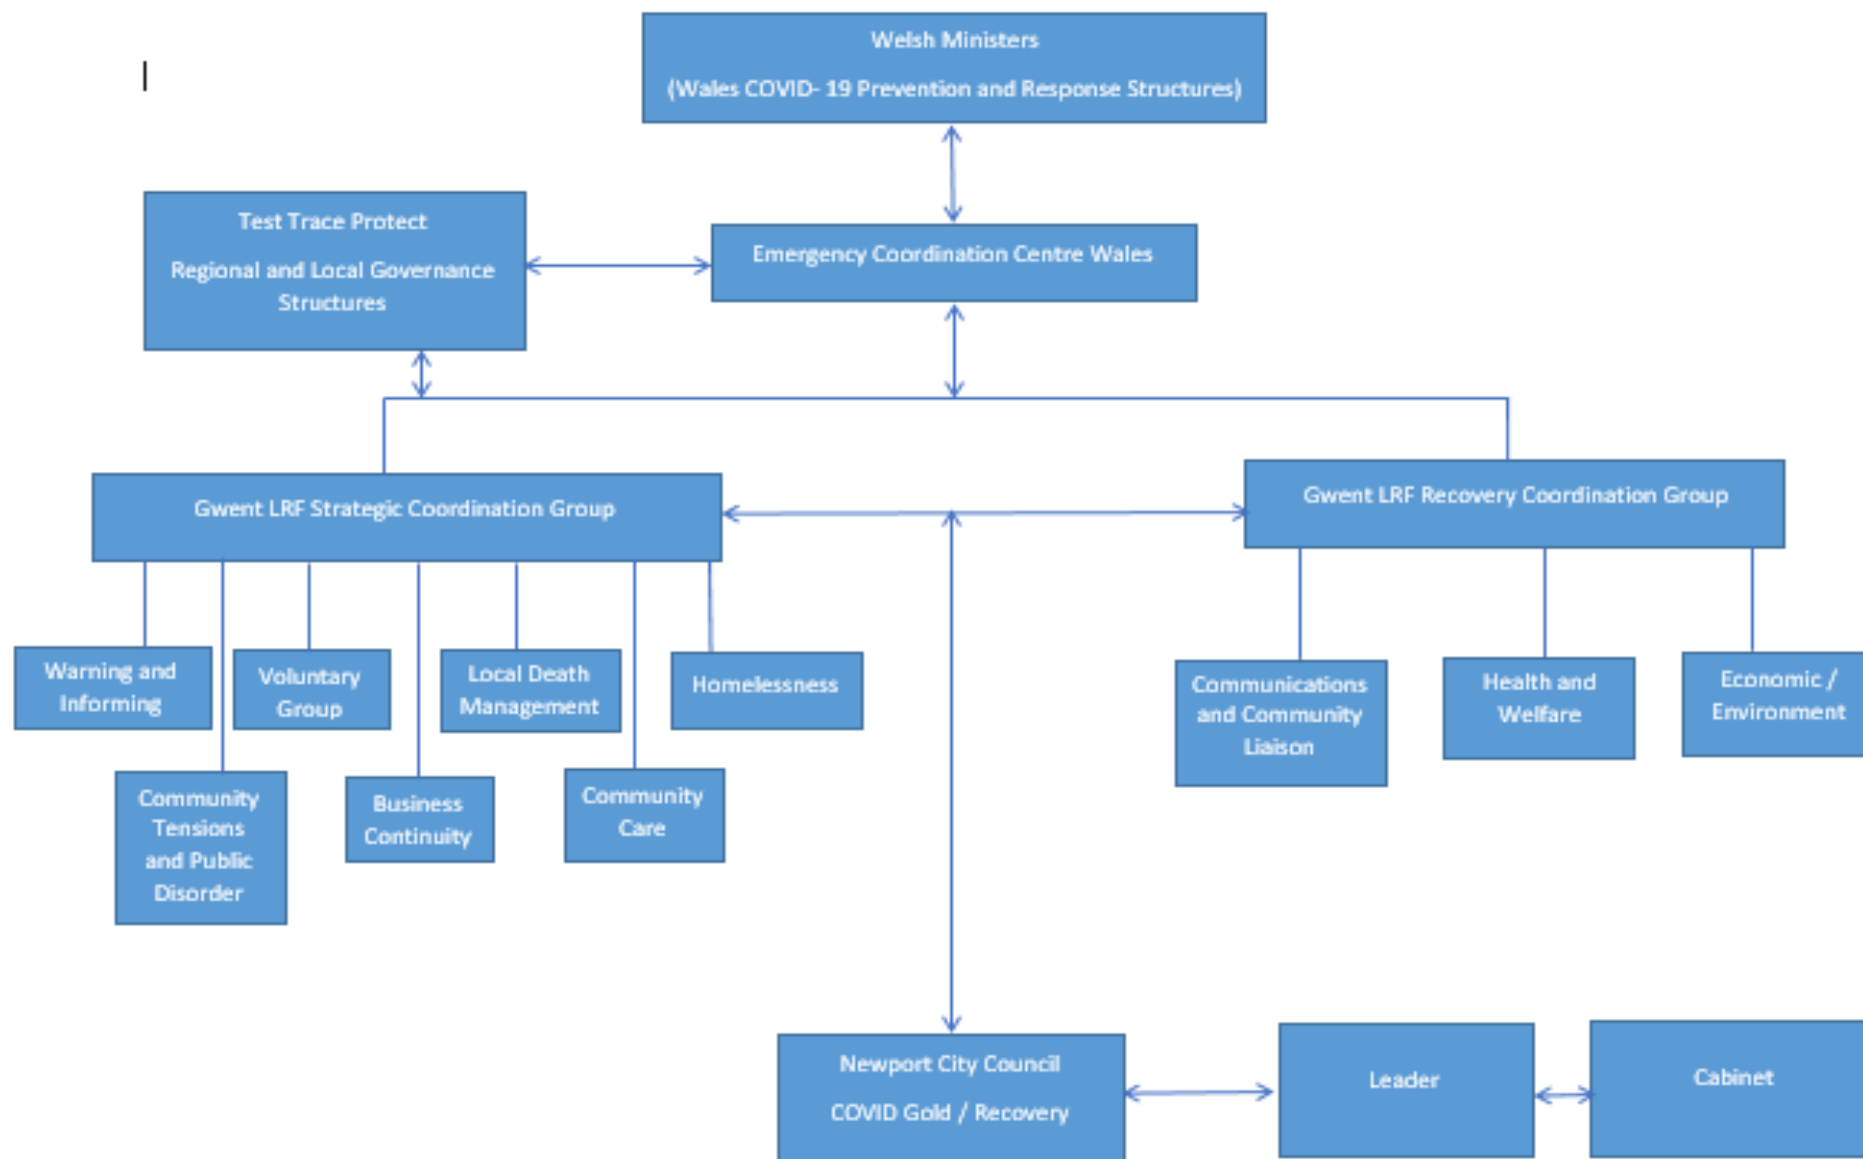 Welsh Ministers
(Wales COVID- 19 Prevention and Response Structures)
Test Trace Protect
Regional and Local Governance
Structures
Emergency Coordination Centre Wales
Gwent LRF Strategic Coordination Group
Gwent LRF Recovery Coordination Group
Warning and
Informing
Voluntary
Group
Local Death
Management
Homelessness
Community
Tensions
and Public
Disorder
Business
Continuity
Community
Care
Communications
and Community
Liaison
Health and
Welfare
Economic /
Environment
Newport City Council
COVID Gold / Recovery
Leader
Cabinet